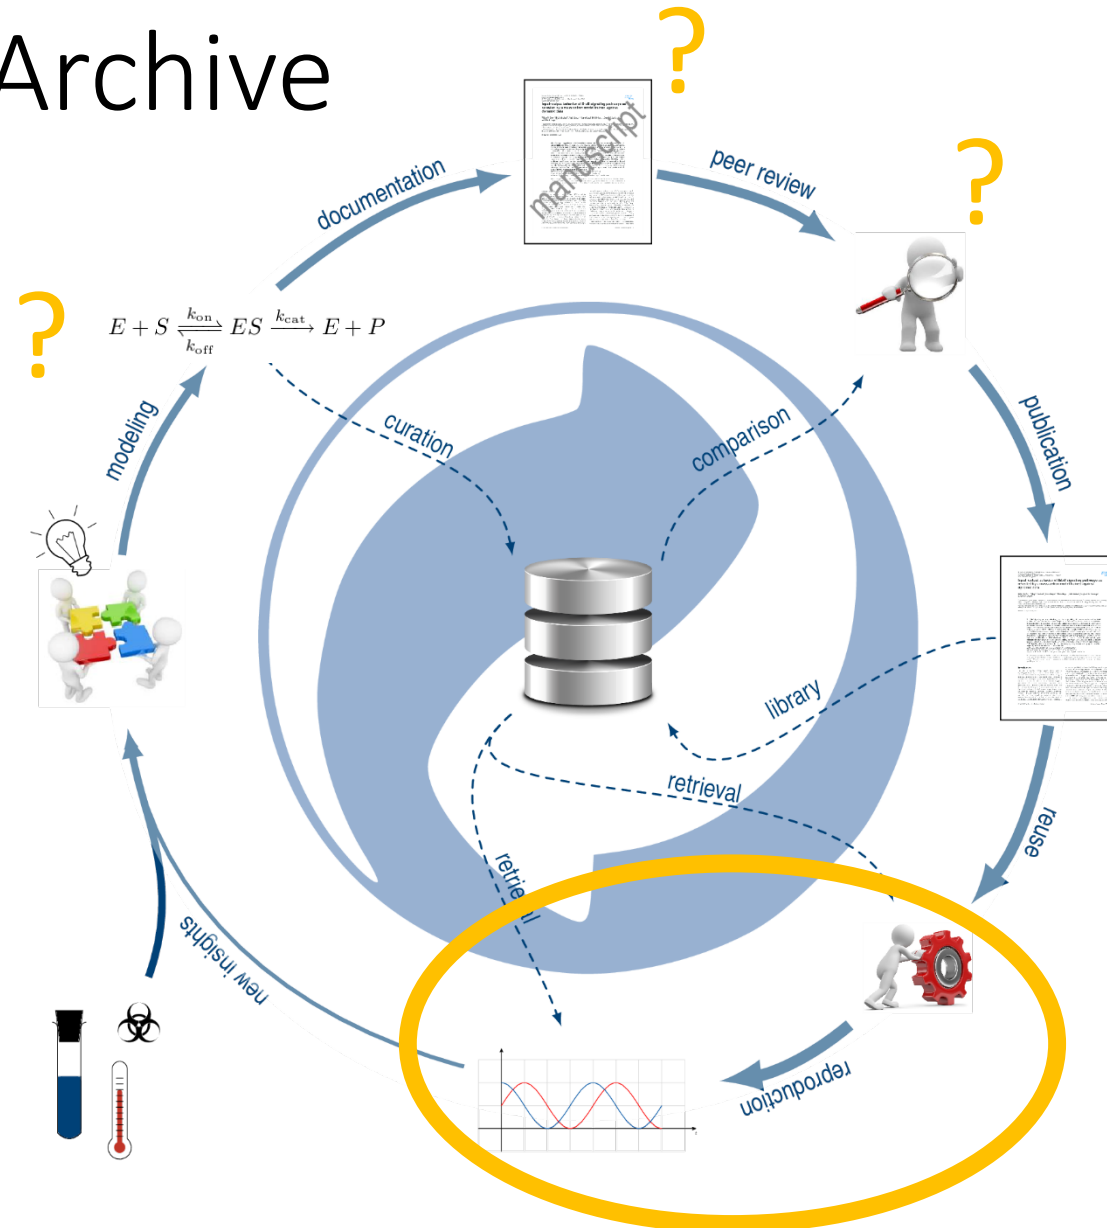 Archive
?
manuscript
documentation
peer review
?
?
E + S k_on k_off ES k_cat E + P
curation
comparison
modeling
publication
library
retrieval
retrieval
reuse
new insights
reproduction